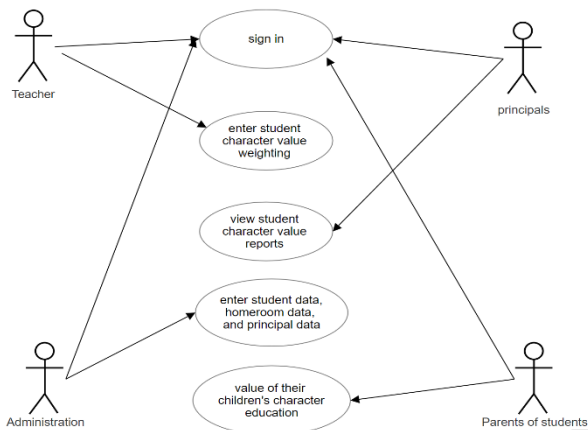 sign in
Teacher
principals
enter student
character value
weighting
view student
character value
reports
enter student data,
homeroom data,
and principal data
value of their
children's character
education
Administration
Parents of students